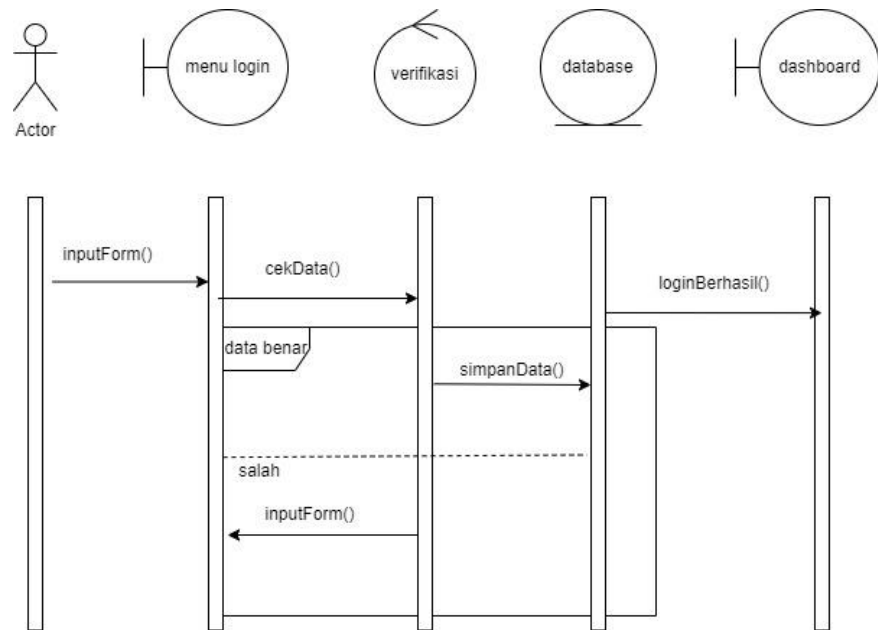 menu login
verifikasi
database
dashboard
Actor
inputForm()
cekData()
loginBerhasil()
data benar
simpanData()
salah
inputForm()